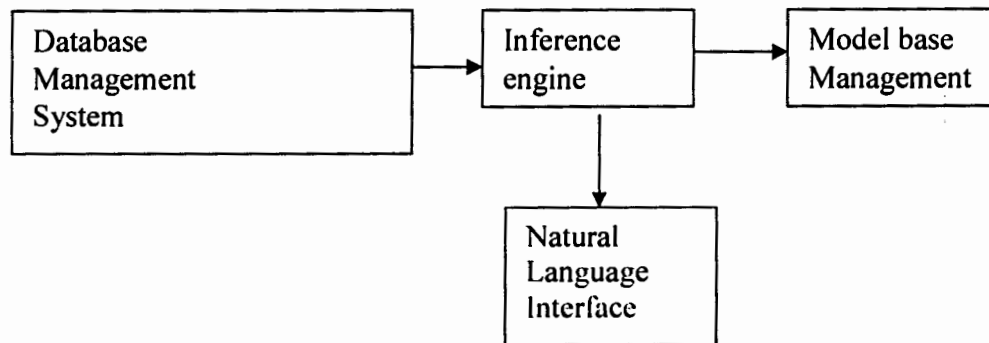 Database
Management
System
Inference
engine
Model base
Management
Natural
Language
Interface